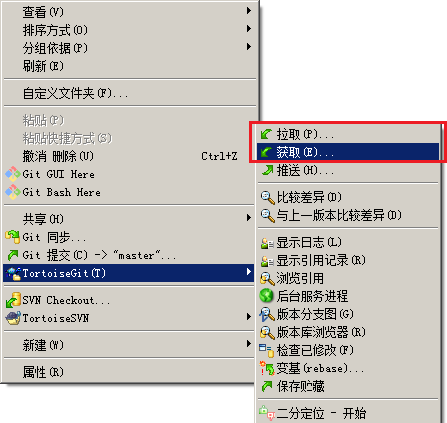 查看(V)
排序方式(O)
分组依据(P)
刷新(E)
自定义文件夹(F)...
粘贴(P)
粘贴快捷方式(S)
撤消 删除(U) Ctrl+Z
Git GUI Here
Git Bash Here
共享(H)
Git 同步...
Git 提交(C) -> "master"...
TortoiseGit(T)
SVN Checkout...
TortoiseSVN
新建(W)
属性(R)
拉取(P)...
获取(E)...
推送(H)...
比较差异(D)
与上一版本比较差异(D)
显示日志(L)
显示引用记录(R)
浏览引用
后台服务进程
版本分支图(G)
版本库浏览器(R)
检查已修改(F)
变基(rebase)...
保存贮藏
二分定位 - 开始